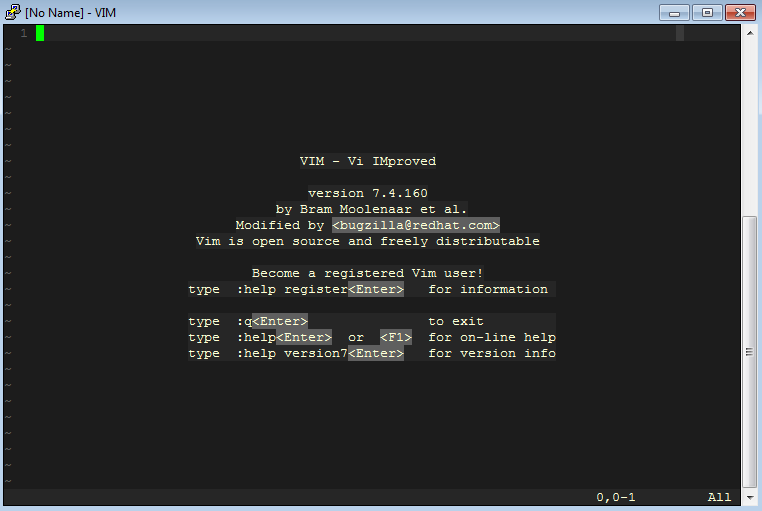 [No Name] - VIM
1
~
~
~
~
~
~
~
~ VIM - Vi IMproved
~
~ version 7.4.160
~ by Bram Moolenaar et al.
~ Modified by <bugzilla@redhat.com>
~ Vim is open source and freely distributable
~
~ Become a registered Vim user!
~ type :help register<Enter> for information
~
~ type :q<Enter> to exit
~ type :help<Enter> or <F1> for on-line help
~ type :help version7<Enter> for version info
~
~
~
~
~
~
~
~
0,0-1 All